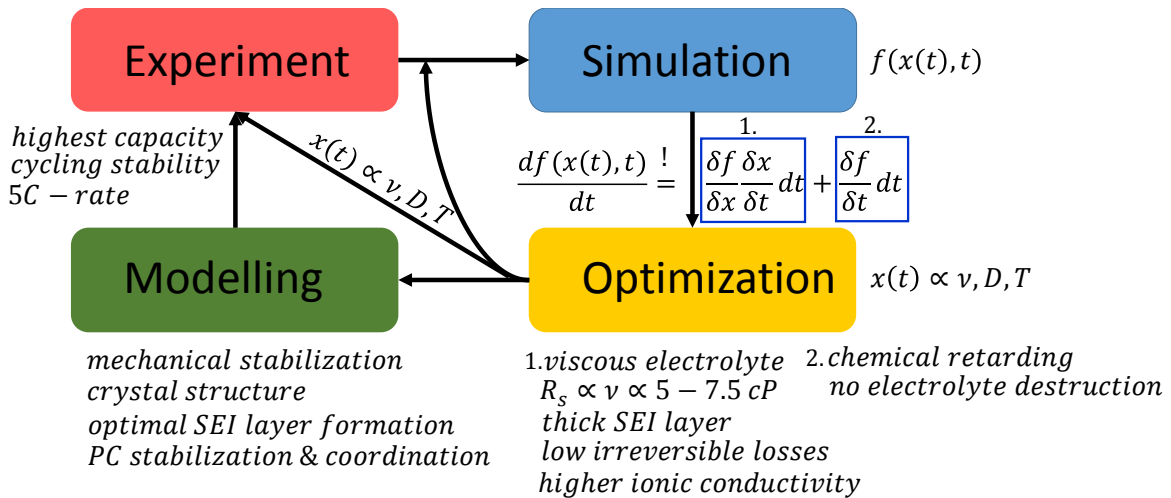 Experiment
Simulation
f(x(t), t)
highest capacity
cycling stability
5C − rate
x(t) ∝ ν, D, T
1.
2.
df(x(t), t)/dt =! δf/δx δx/δt dt + δf/δt dt
Modelling
Optimization
x(t) ∝ ν, D, T
mechanical stabilization
crystal structure
optimal SEI layer formation
PC stabilization & coordination
1. viscous electrolyte
R_s ∝ ν ∝ 5 − 7.5 cP
thick SEI layer
low irreversible losses
higher ionic conductivity
2. chemical retarding
no electrolyte destruction